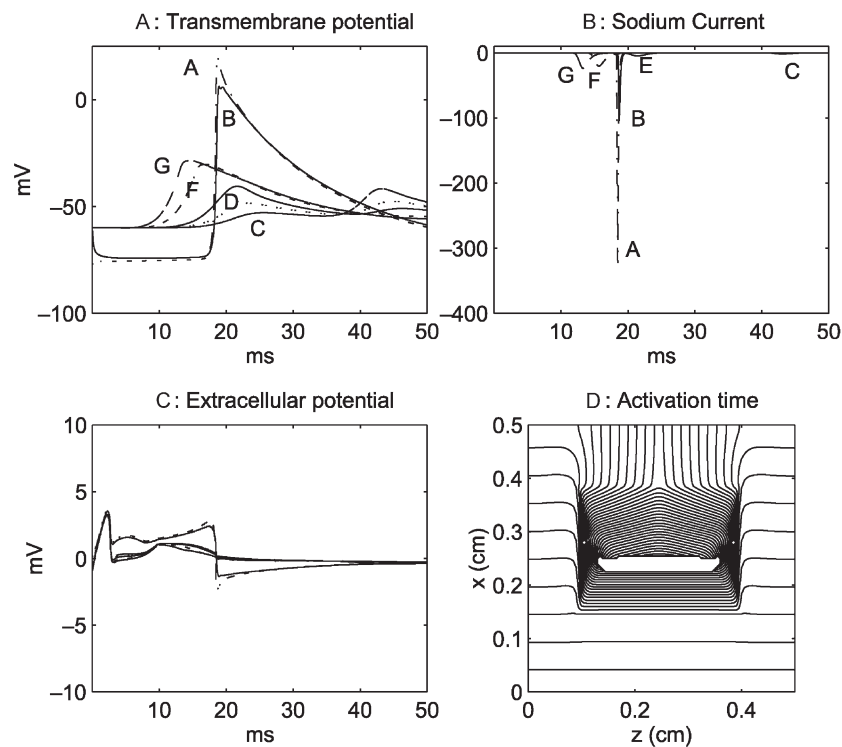 A : Transmembrane potential
A
B
G
F
D
C
0
−50
−100
mV
10 20 30 40 50
ms
B : Sodium Current
G F E C
B
A
0
−100
−200
−300
−400
0 10 20 30 40 50
ms
C : Extracellular potential
10
5
0
−5
−10
mV
10 20 30 40 50
ms
D : Activation time
0.5
0.4
0.3
0.2
0.1
0
x (cm)
0 0.2 0.4
z (cm)